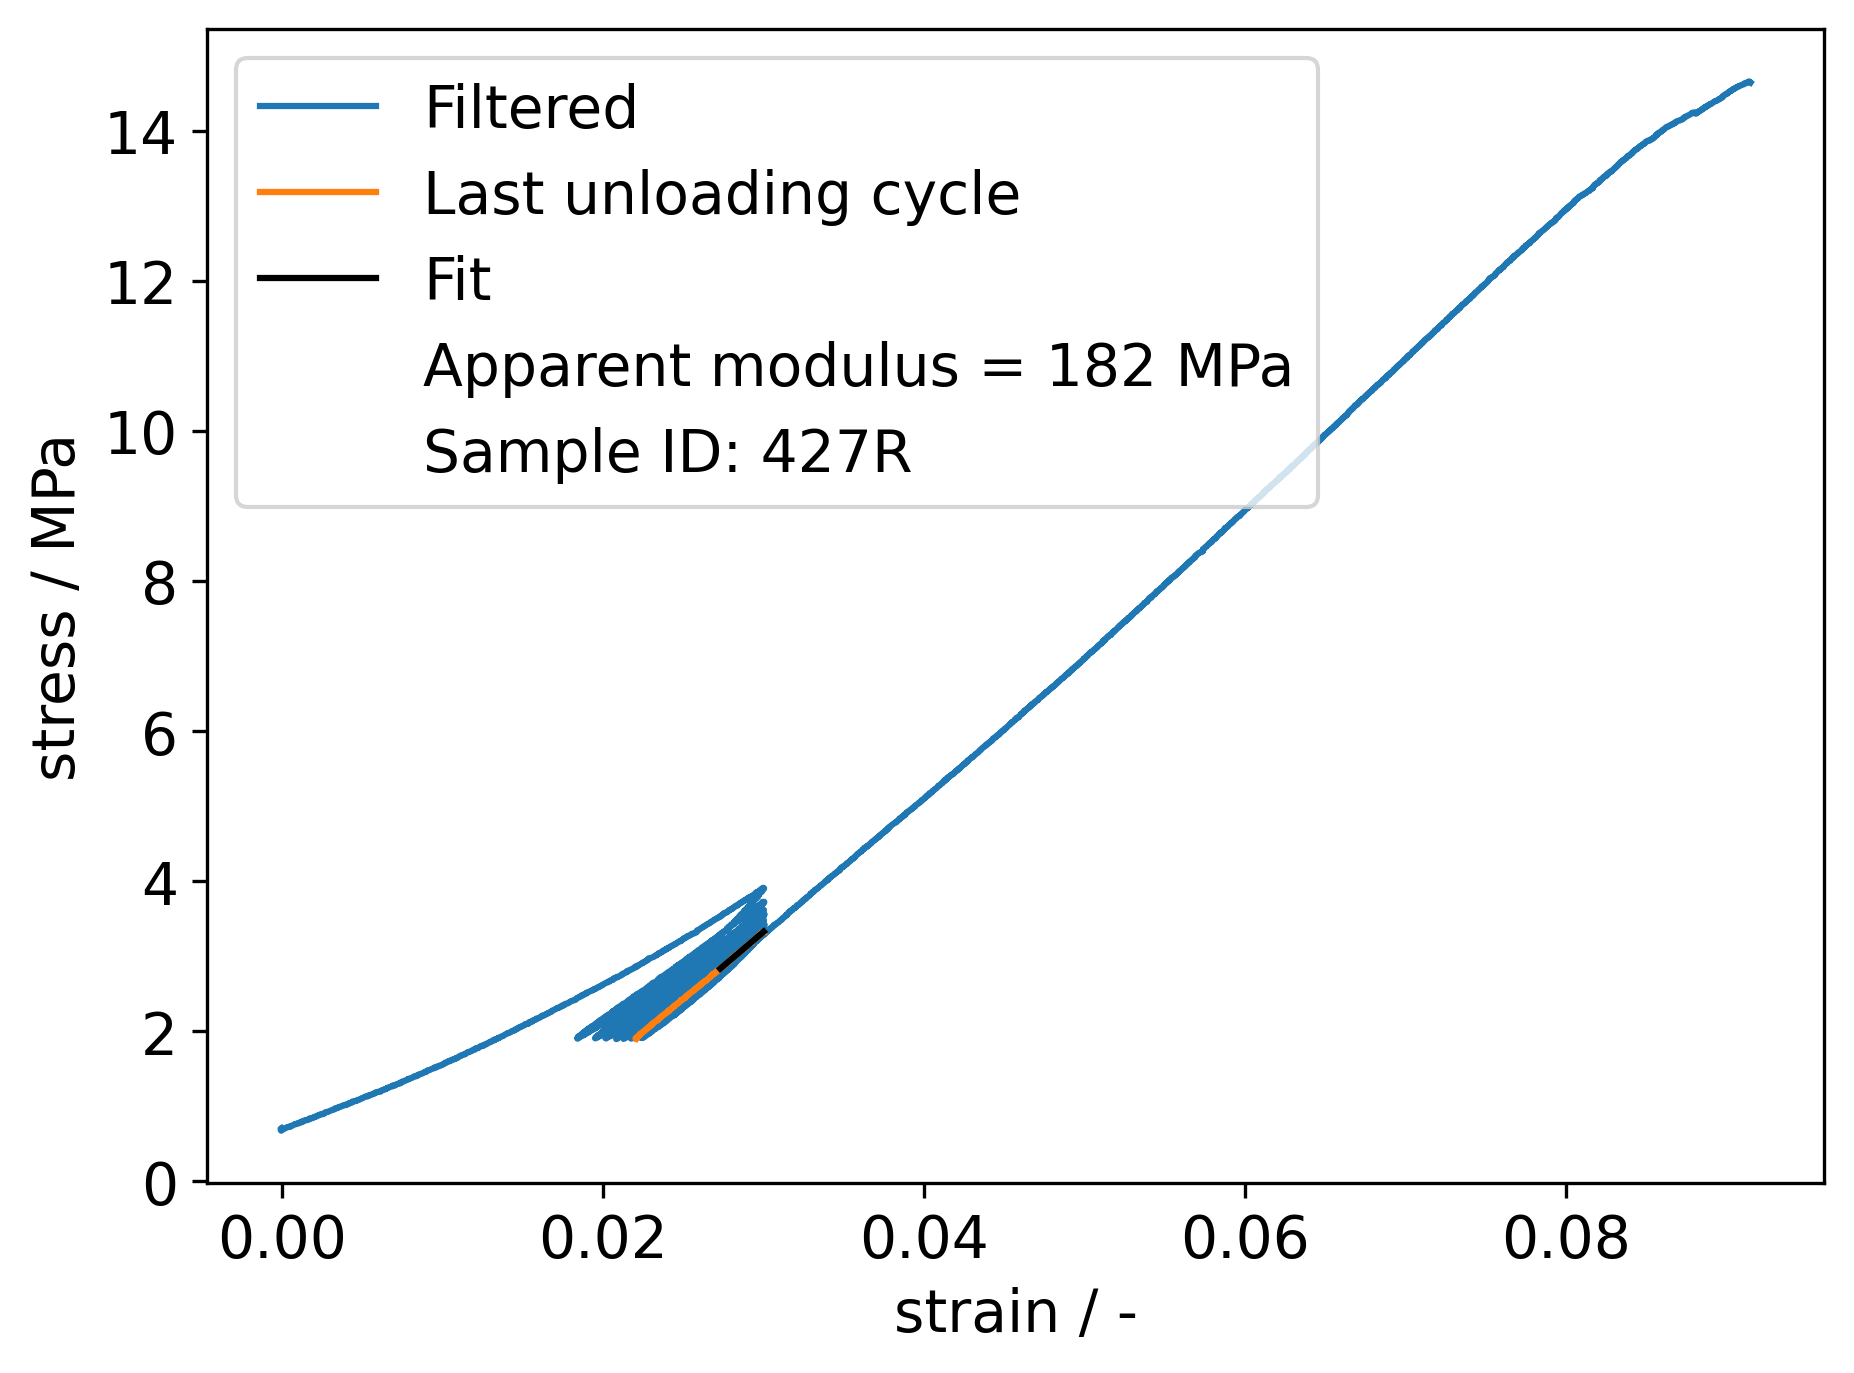 Filtered
Last unloading cycle
Fit
Apparent modulus = 182 MPa
Sample ID: 427R
14
12
10
8
6
4
2
0
stress / MPa
0.00 0.02 0.04 0.06 0.08
strain / -